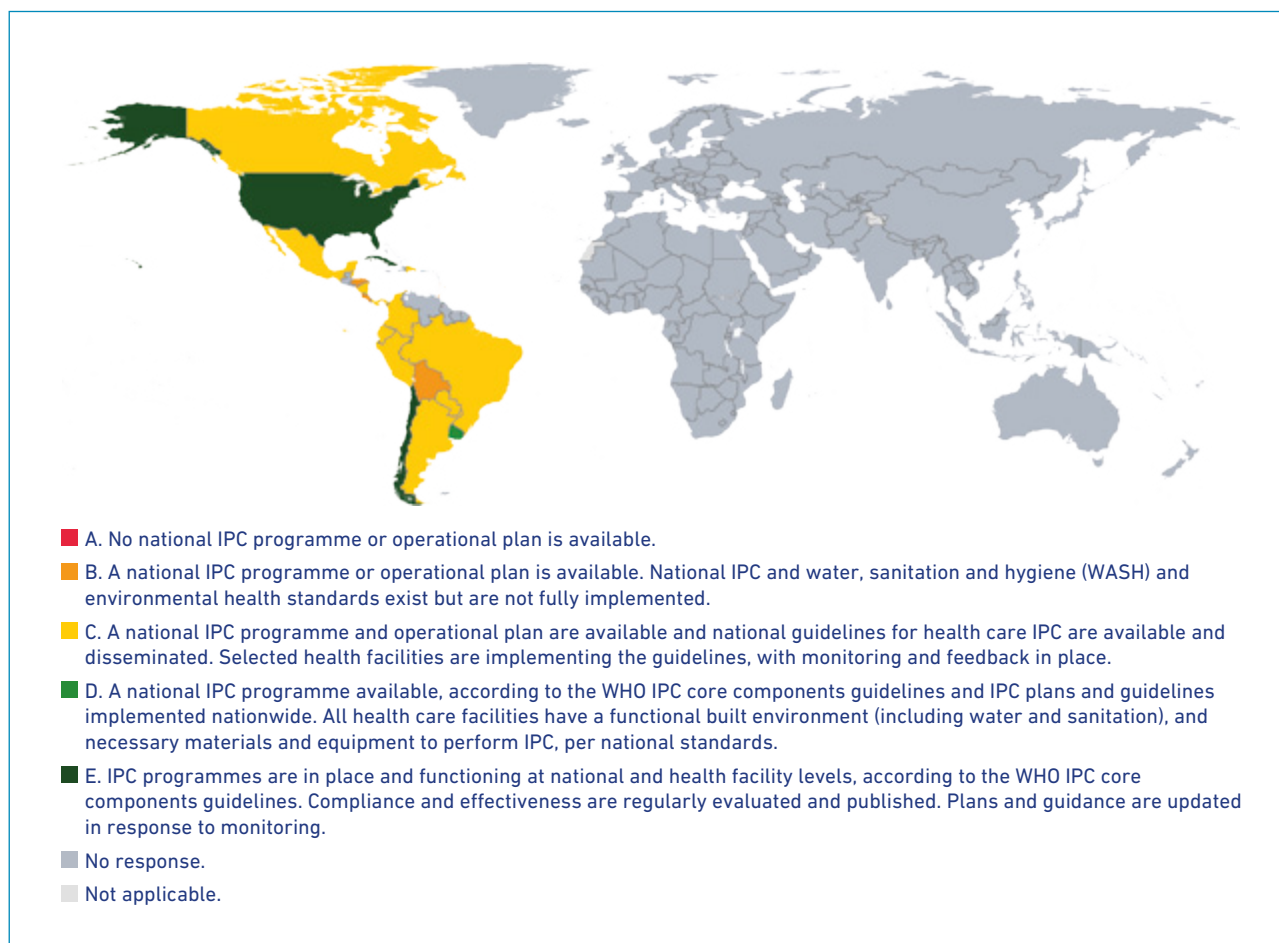 A. No national IPC programme or operational plan is available.
B. A national IPC programme or operational plan is available. National IPC and water, sanitation and hygiene (WASH) and
environmental health standards exist but are not fully implemented.
C. A national IPC programme and operational plan are available and national guidelines for health care IPC are available and
disseminated. Selected health facilities are implementing the guidelines, with monitoring and feedback in place.
D. A national IPC programme available, according to the WHO IPC core components guidelines and IPC plans and guidelines
implemented nationwide. All health care facilities have a functional built environment (including water and sanitation), and
necessary materials and equipment to perform IPC, per national standards.
E. IPC programmes are in place and functioning at national and health facility levels, according to the WHO IPC core
components guidelines. Compliance and effectiveness are regularly evaluated and published. Plans and guidance are updated
in response to monitoring.
No response.
Not applicable.